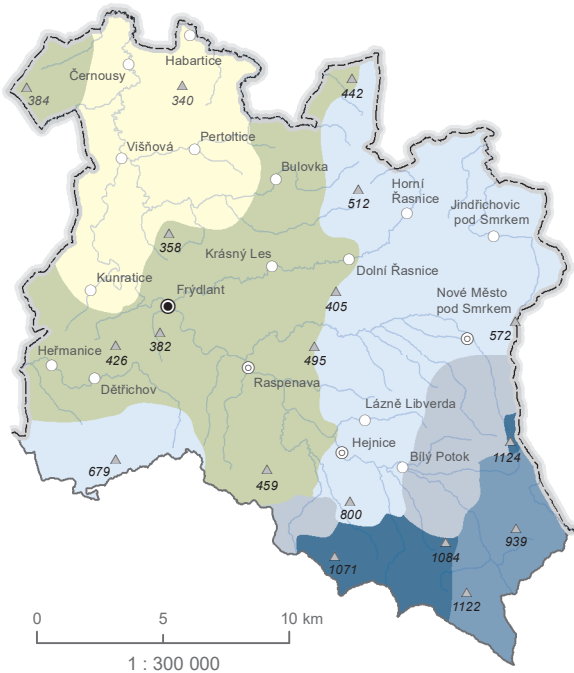 Habartice
Černousy
384
340
442
Višňová
Pertoltice
Bulovka
512
Horní
Řasnice
Jindřichovic
pod Smrkem
358
Krásný Les
Dolní Řasnice
Kunratice
Frýdlant
405
Nové Město
pod Smrkem
572
382
426
495
Heřmanice
Dětřichov
Raspenava
Lázně Libverda
Hejnice
Bílý Potok
1124
679
459
800
939
1084
1071
1122
0 5 10 km
1 : 300 000